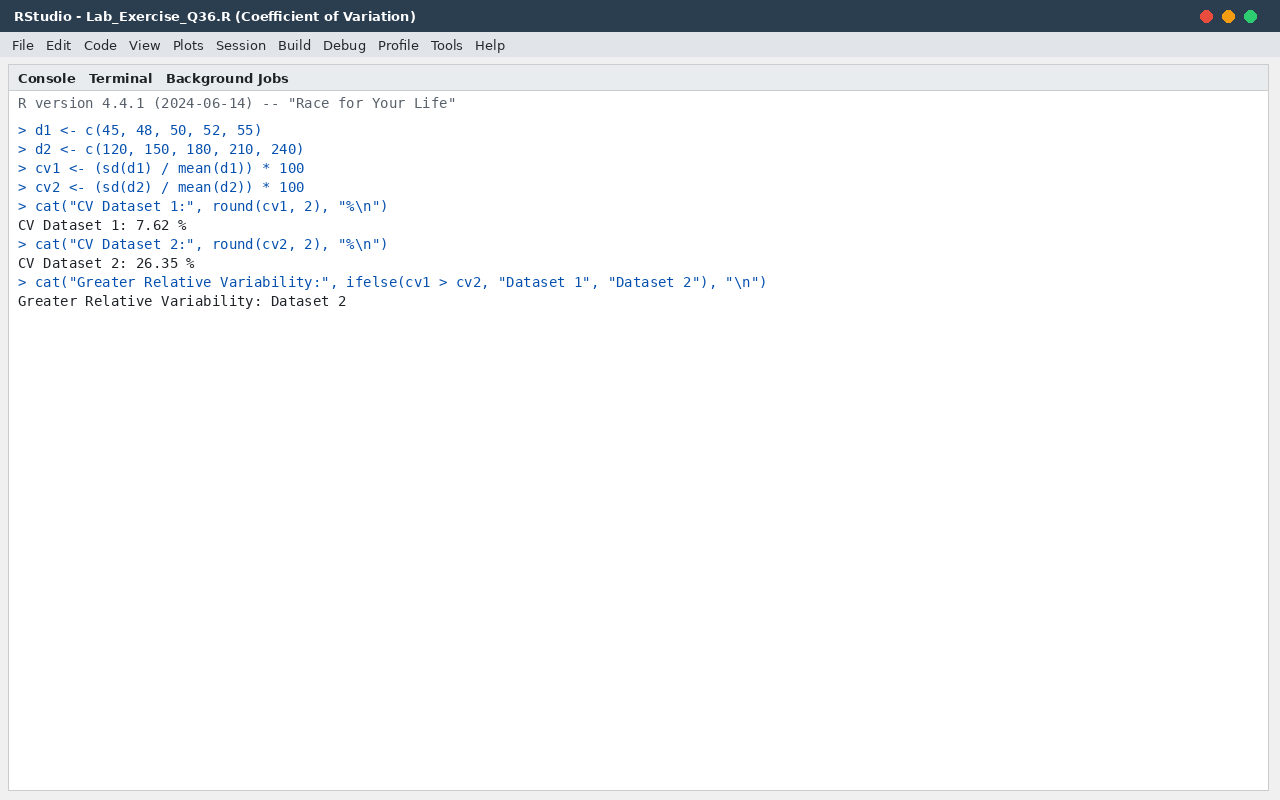 RStudio - Lab_Exercise_Q36.R (Coefficient of Variation)
File Edit Code View Plots Session Build Debug Profile Tools Help
Console Terminal Background Jobs
R version 4.4.1 (2024-06-14) -- "Race for Your Life"
> d1 <- c(45, 48, 50, 52, 55)
> d2 <- c(120, 150, 180, 210, 240)
> cv1 <- (sd(d1) / mean(d1)) * 100
> cv2 <- (sd(d2) / mean(d2)) * 100
> cat("CV Dataset 1:", round(cv1, 2), "%\n")
CV Dataset 1: 7.62 %
> cat("CV Dataset 2:", round(cv2, 2), "%\n")
CV Dataset 2: 26.35 %
> cat("Greater Relative Variability:", ifelse(cv1 > cv2, "Dataset 1", "Dataset 2"), "\n")
Greater Relative Variability: Dataset 2